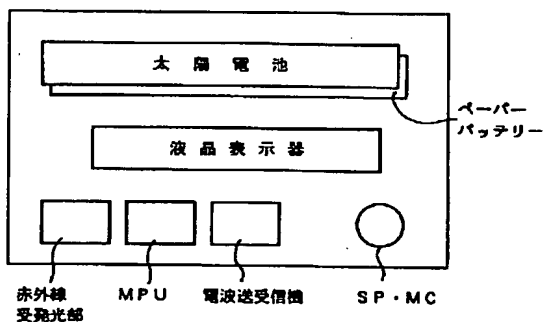 太陽電池
ペーパー
バッテリー
液晶表示器
赤外線
受発光部
MPU
電波送受信機
SP・MC